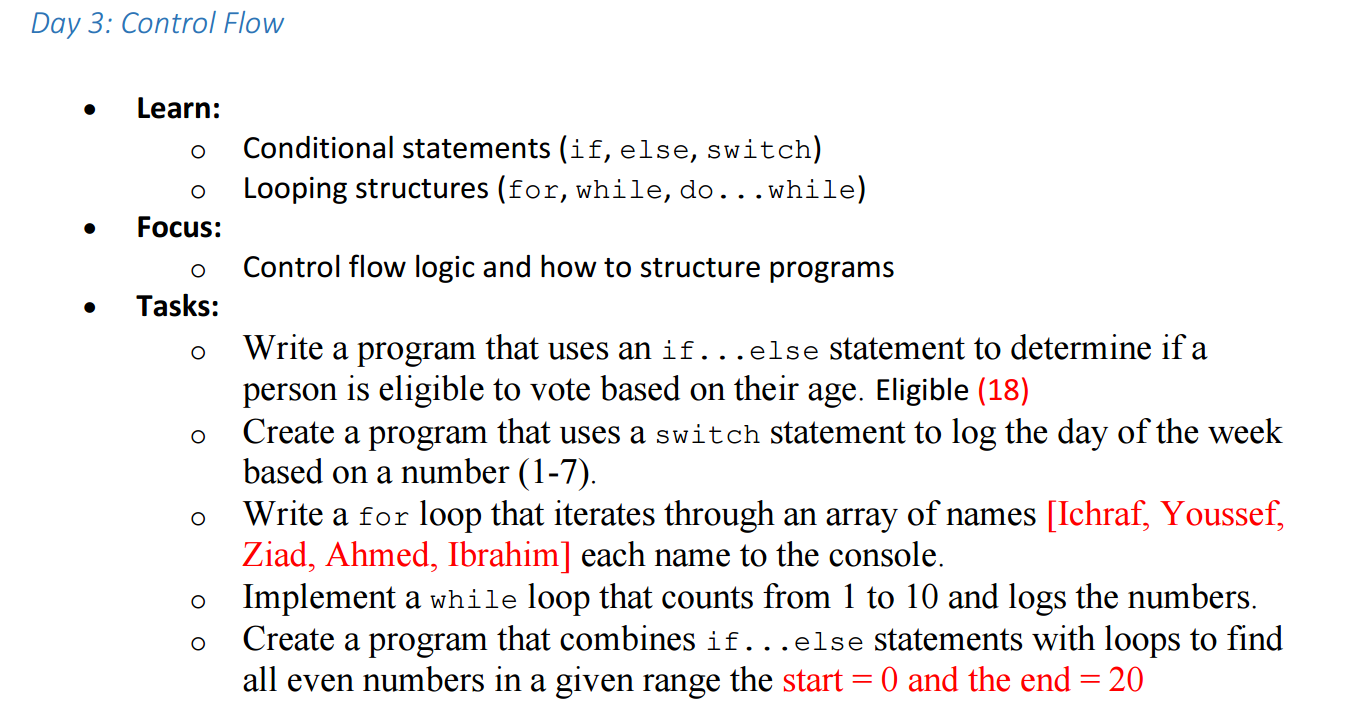 Day 3: Control Flow
• Learn:
o Conditional statements (if, else, switch)
o Looping structures (for, while, do...while)
• Focus:
o Control flow logic and how to structure programs
• Tasks:
o Write a program that uses an if...else statement to determine if a
person is eligible to vote based on their age. Eligible (18)
o Create a program that uses a switch statement to log the day of the week
based on a number (1-7).
o Write a for loop that iterates through an array of names [Ichraf, Youssef,
Ziad, Ahmed, Ibrahim] each name to the console.
o Implement a while loop that counts from 1 to 10 and logs the numbers.
o Create a program that combines if...else statements with loops to find
all even numbers in a given range the start = 0 and the end = 20